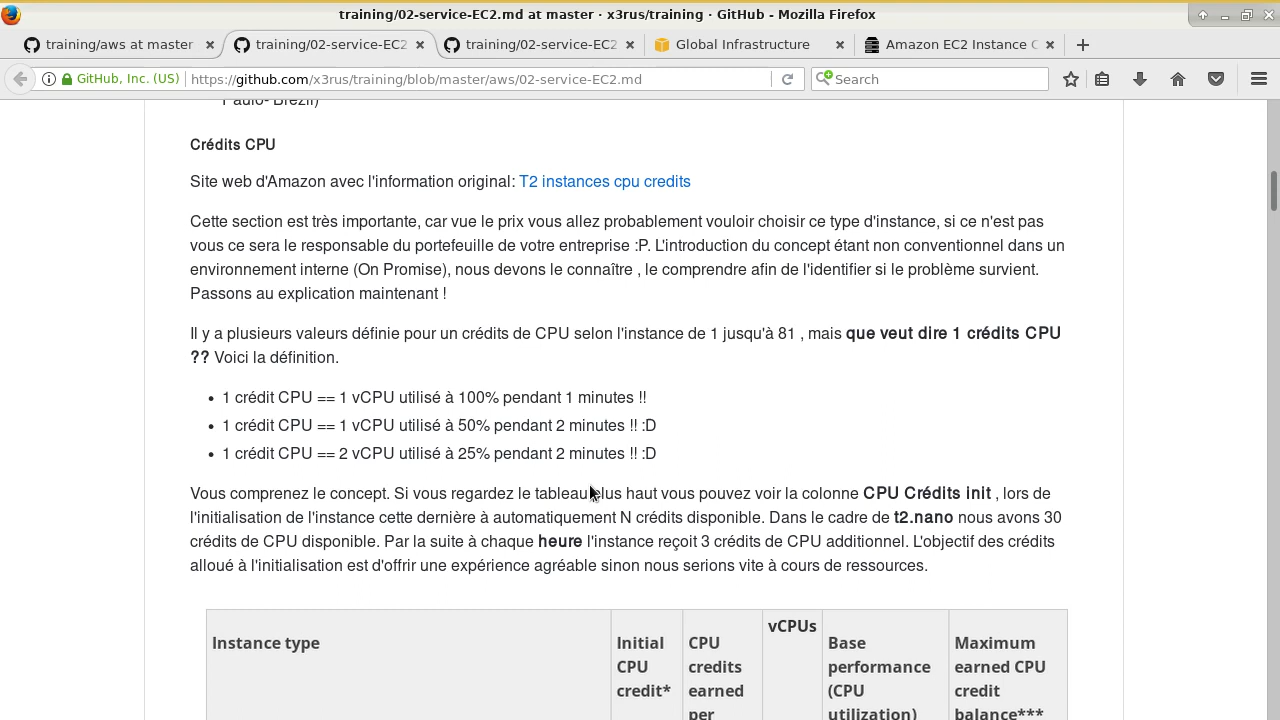 training/02-service-EC2.md at master · x3rus/training · GitHub - Mozilla Firefox
training/aws at master
training/02-service-EC2
training/02-service-EC2
Global Infrastructure
Amazon EC2 Instance C
GitHub, Inc. (US)
https://github.com/x3rus/training/blob/master/aws/02-service-EC2.md
Search
Paulo- Brezil)
Crédits CPU
Site web d'Amazon avec l'information original: T2 instances cpu credits
Cette section est très importante, car vue le prix vous allez probablement vouloir choisir ce type d'instance, si ce n'est pas
vous ce sera le responsable du portefeuille de votre entreprise :P. L'introduction du concept étant non conventionnel dans un
environnement interne (On Promise), nous devons le connaître , le comprendre afin de l'identifier si le problème survient.
Passons au explication maintenant !
Il y a plusieurs valeurs définie pour un crédits de CPU selon l'instance de 1 jusqu'à 81 , mais que veut dire 1 crédits CPU
?? Voici la définition.
• 1 crédit CPU == 1 vCPU utilisé à 100% pendant 1 minutes !!
• 1 crédit CPU == 1 vCPU utilisé à 50% pendant 2 minutes !! :D
• 1 crédit CPU == 2 vCPU utilisé à 25% pendant 2 minutes !! :D
Vous comprenez le concept. Si vous regardez le tableau plus haut vous pouvez voir la colonne CPU Crédits init , lors de
l'initialisation de l'instance cette dernière à automatiquement N crédits disponible. Dans le cadre de t2.nano nous avons 30
crédits de CPU disponible. Par la suite à chaque heure l'instance reçoit 3 crédits de CPU additionnel. L'objectif des crédits
alloué à l'initialisation est d'offrir une expérience agréable sinon nous serions vite à cours de ressources.
Instance type
Initial
CPU
credit*
CPU
credits
earned
per
vCPUs
Base
performance
(CPU
utilization)
Maximum
earned CPU
credit
balance***